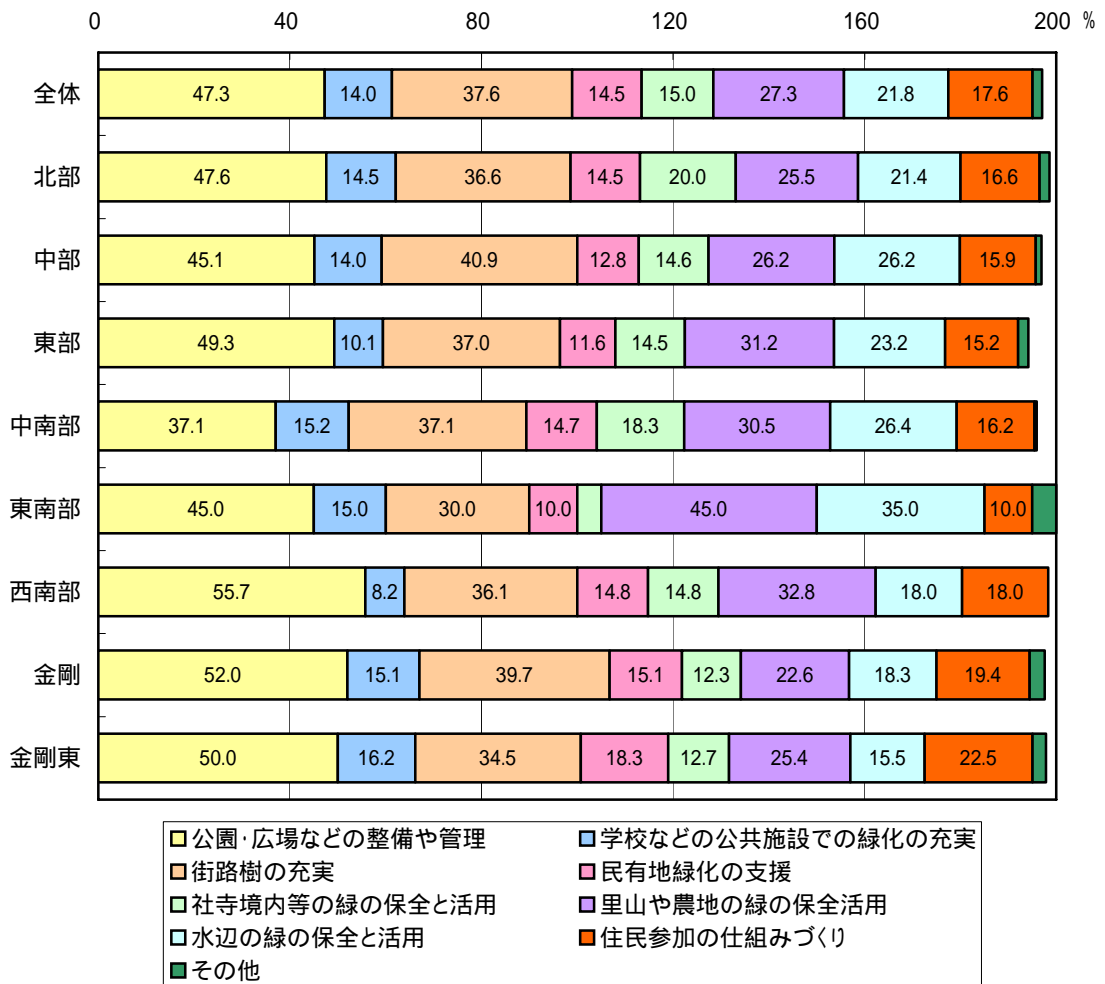 0 40 80 120 160 200 %
全体 47.3 14.0 37.6 14.5 15.0 27.3 21.8 17.6
北部 47.6 14.5 36.6 14.5 20.0 25.5 21.4 16.6
中部 45.1 14.0 40.9 12.8 14.6 26.2 26.2 15.9
東部 49.3 10.1 37.0 11.6 14.5 31.2 23.2 15.2
中南部 37.1 15.2 37.1 14.7 18.3 30.5 26.4 16.2
東南部 45.0 15.0 30.0 10.0 45.0 35.0 10.0
西南部 55.7 8.2 36.1 14.8 14.8 32.8 18.0 18.0
金剛 52.0 15.1 39.7 15.1 12.3 22.6 18.3 19.4
金剛東 50.0 16.2 34.5 18.3 12.7 25.4 15.5 22.5
公園・広場などの整備や管理 学校などの公共施設での緑化の充実
街路樹の充実 民有地緑化の支援
社寺境内等の緑の保全と活用 里山や農地の緑の保全活用
水辺の緑の保全と活用 住民参加の仕組みづくり
その他